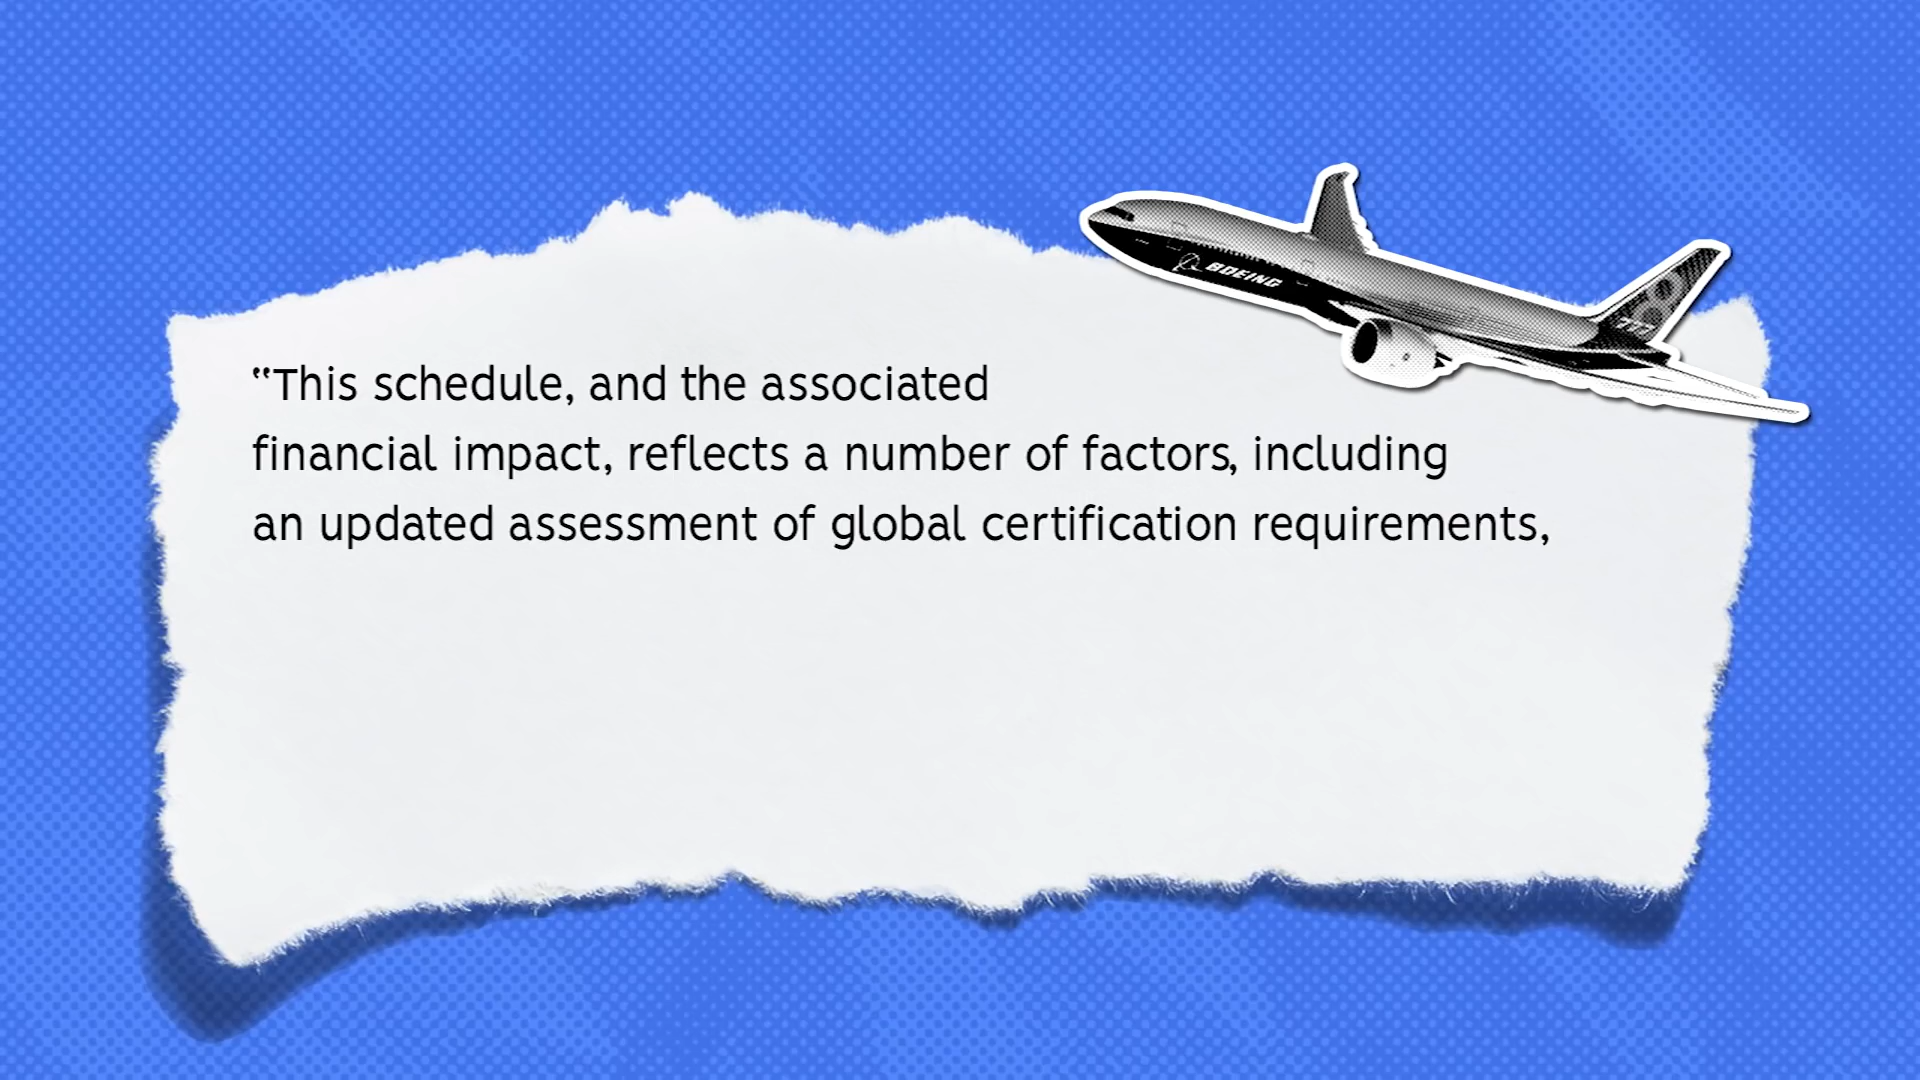 BOEING
777
“This schedule, and the associated
financial impact, reflects a number of factors, including
an updated assessment of global certification requirements,